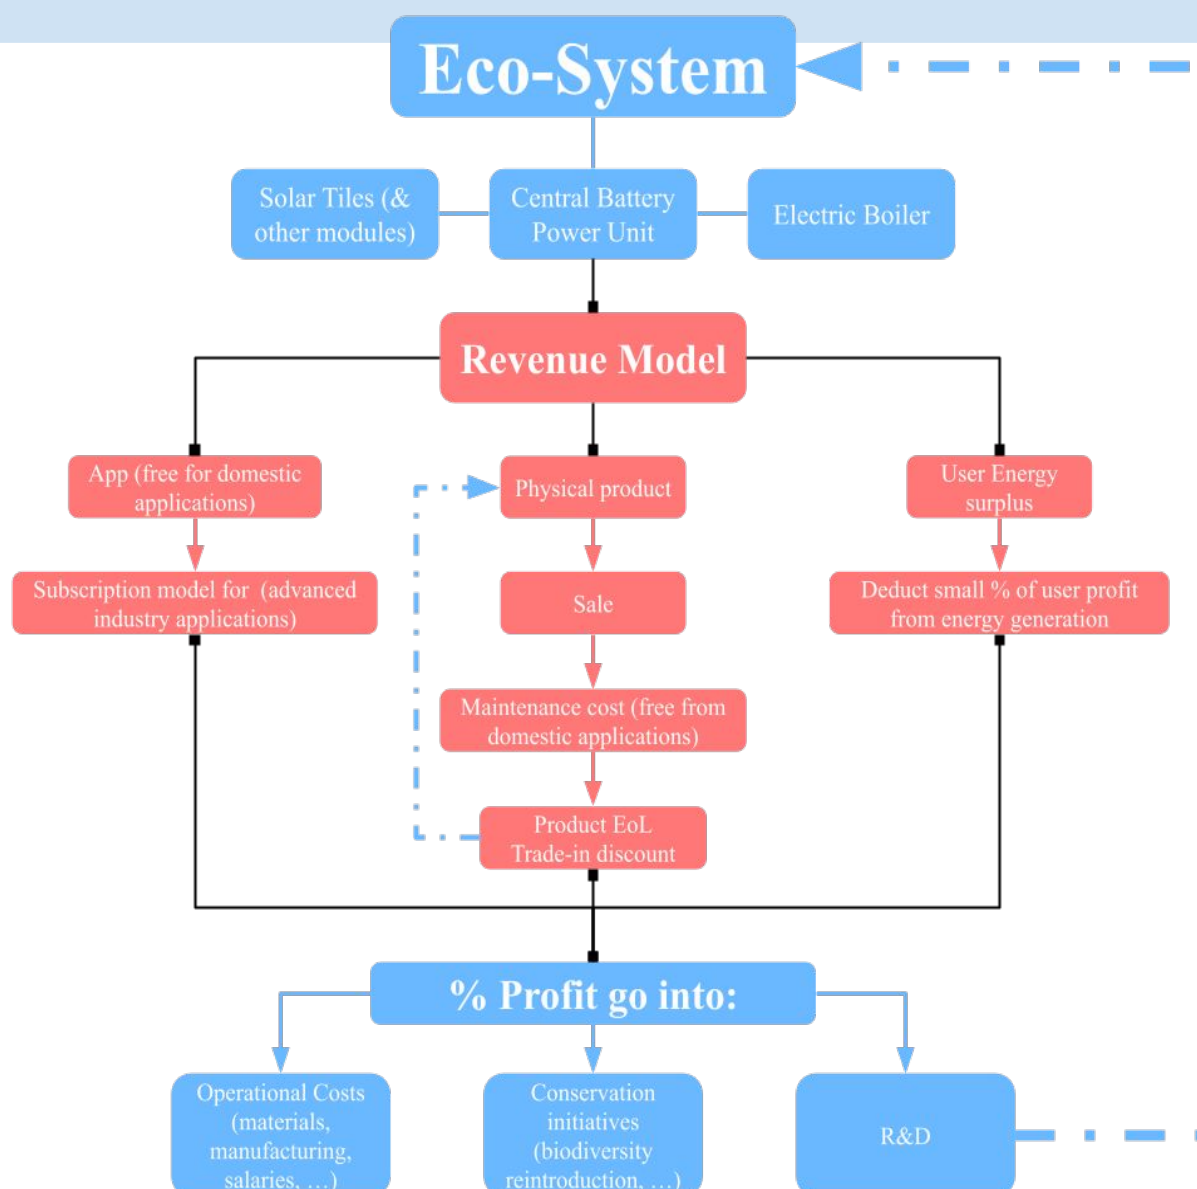 Eco-System
Solar Tiles (&
other modules)
Central Battery
Power Unit
Electric Boiler
Revenue Model
App (free for domestic
applications)
Physical product
User Energy
surplus
Subscription model for  (advanced
industry applications)
Sale
Deduct small % of user profit
from energy generation
Maintenance cost (free from
domestic applications)
Product EoL
Trade-in discount
% Profit go into:
Operational Costs
(materials,
manufacturing,
salaries, …)
Conservation
initiatives
(biodiversity
reintroduction, …)
R&D